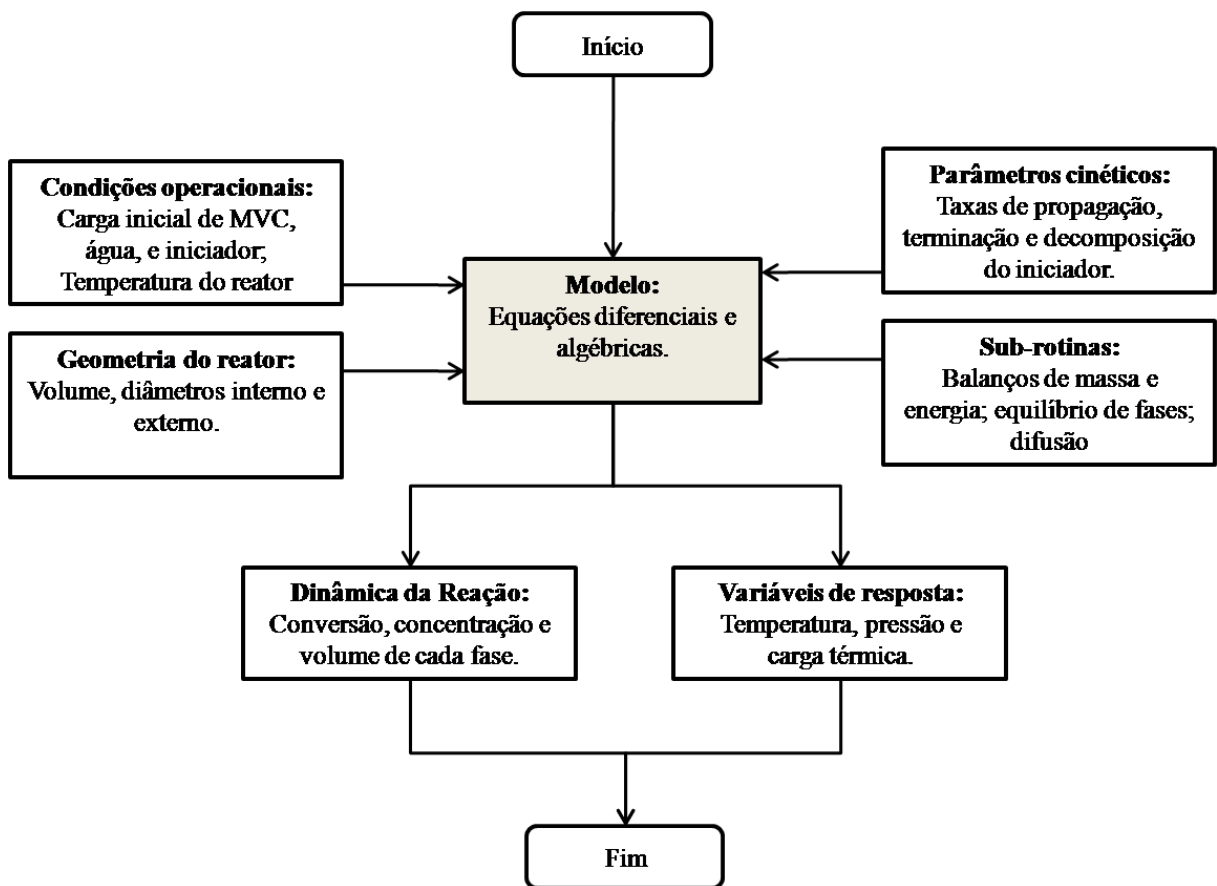 Início
Condições operacionais:
Carga inicial de MVC,
água, e iniciador;
Temperatura do reator
Parâmetros cinéticos:
Taxas de propagação,
terminação e decomposição
do iniciador.
Modelo:
Equações diferenciais e
algébricas.
Geometria do reator:
Volume, diâmetros interno e
externo.
Sub-rotinas:
Balanços de massa e
energia; equilíbrio de fases;
difusão
Dinâmica da Reação:
Conversão, concentração e
volume de cada fase.
Variáveis de resposta:
Temperatura, pressão e
carga térmica.
Fim